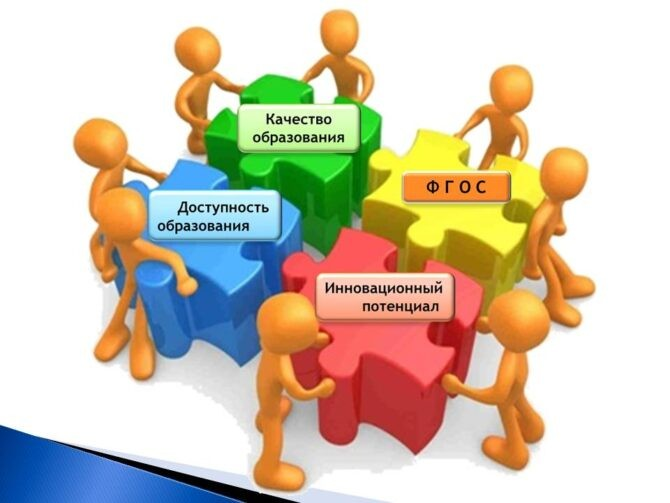 Качество
образования
Ф Г О С
Доступность
образования
Инновационный
потенциал